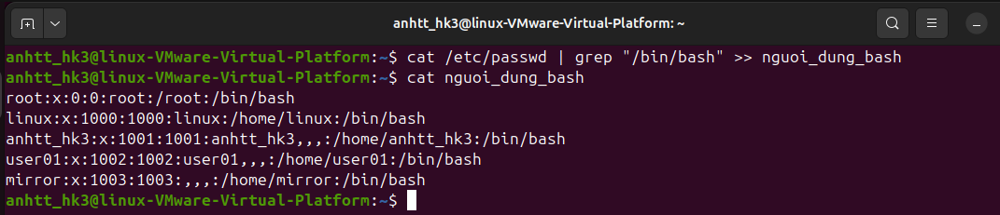 anhtt_hk3@linux-VMware-Virtual-Platform: ~
anhtt_hk3@linux-VMware-Virtual-Platform:~$ cat /etc/passwd | grep "/bin/bash" >> nguoi_dung_bash
anhtt_hk3@linux-VMware-Virtual-Platform:~$ cat nguoi_dung_bash
root:x:0:0:root:/root:/bin/bash
linux:x:1000:1000:linux:/home/linux:/bin/bash
anhtt_hk3:x:1001:1001:anhtt_hk3,,,:/home/anhtt_hk3:/bin/bash
user01:x:1002:1002:user01,,,:/home/user01:/bin/bash
mirror:x:1003:1003:,,,:/home/mirror:/bin/bash
anhtt_hk3@linux-VMware-Virtual-Platform:~$